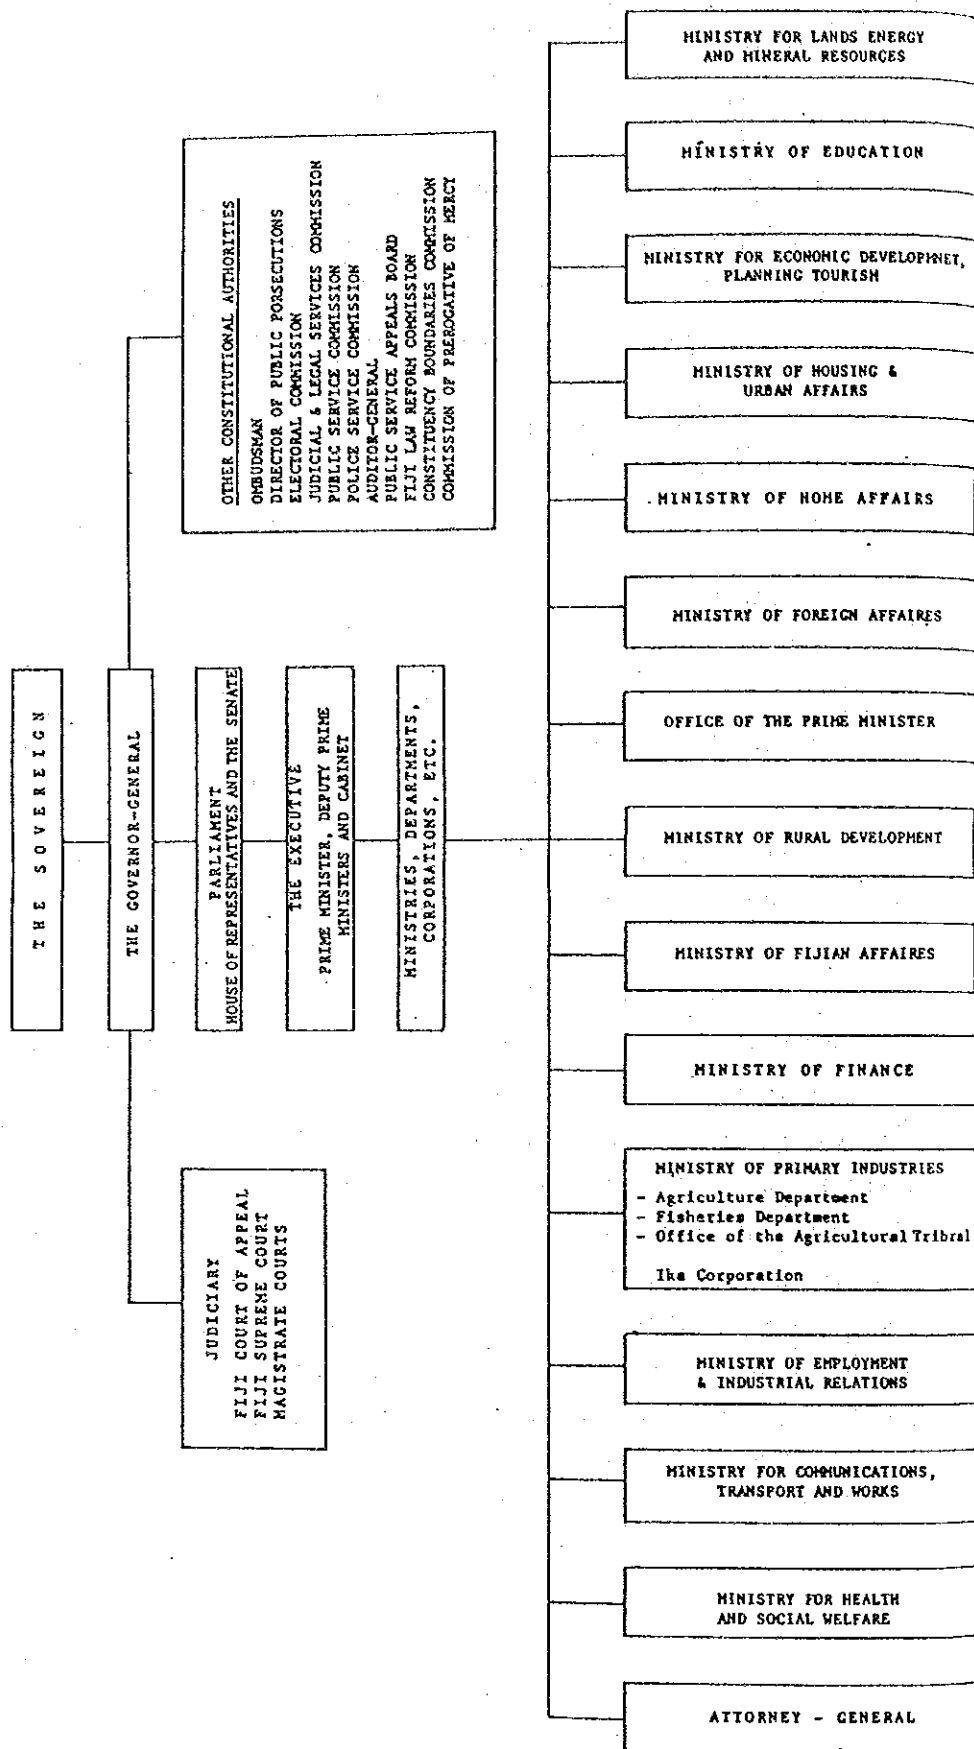 THE SOVEREIGN
THE GOVERNOR-GENERAL
PARLIAMENT
HOUSE OF REPRESENTATIVES AND THE SENATE
THE EXECUTIVE
PRIME MINISTER, DEPUTY PRIME
MINISTERS AND CABINET
MINISTRIES, DEPARTMENTS,
CORPORATIONS, ETC.
JUDICIARY
FIJI COURT OF APPEAL
FIJI SUPREME COURT
MAGISTRATE COURTS
OTHER CONSTITUTIONAL AUTHORITIES
OMBUDSMAN
DIRECTOR OF PUBLIC PORSECUTIONS
ELECTORAL COMMISSION
JUDICIAL & LEGAL SERVICES COMMISSION
PUBLIC SERVICE COMMISSION
POLICE SERVICE COMMISSION
AUDITOR-GENERAL
PUBLIC SERVICE APPEALS BOARD
FIJI LAW REFORM COMMISSION
CONSTITUENCY BOUNDARIES COMMISSION
COMMISSION OF PREROGATIVE OF MERCY
MINISTRY FOR LANDS ENERGY
AND MINERAL RESOURCES
MINISTRY OF EDUCATION
MINISTRY FOR ECONOMIC DEVELOPMNET,
PLANNING TOURISM
MINISTRY OF HOUSING &
URBAN AFFAIRS
MINISTRY OF HOME AFFAIRS
MINISTRY OF FOREIGN AFFAIRES
OFFICE OF THE PRIME MINISTER
MINISTRY OF RURAL DEVELOPMENT
MINISTRY OF FIJIAN AFFAIRES
MINISTRY OF FINANCE
MINISTRY OF PRIMARY INDUSTRIES
- Agriculture Department
- Fisheries Department
- Office of the Agricultural Tribral
Ika Corporation
MINISTRY OF EMPLOYMENT
& INDUSTRIAL RELATIONS
MINISTRY FOR COMMUNICATIONS,
TRANSPORT AND WORKS
MINISTRY FOR HEALTH
AND SOCIAL WELFARE
ATTORNEY - GENERAL